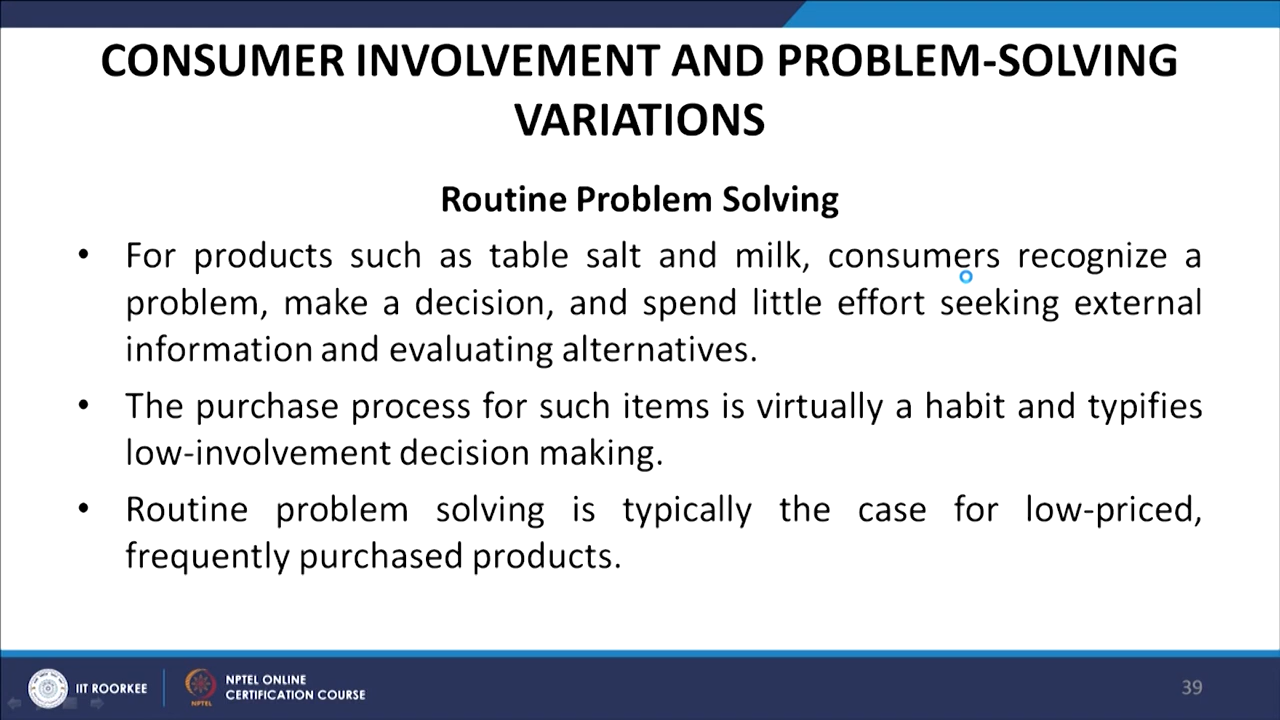 CONSUMER INVOLVEMENT AND PROBLEM-SOLVING
VARIATIONS
Routine Problem Solving
• For products such as table salt and milk, consumers recognize a
problem, make a decision, and spend little effort seeking external
information and evaluating alternatives.
• The purchase process for such items is virtually a habit and typifies
low-involvement decision making.
• Routine problem solving is typically the case for low-priced,
frequently purchased products.
IIT ROORKEE
NPTEL
NPTEL ONLINE
CERTIFICATION COURSE
39